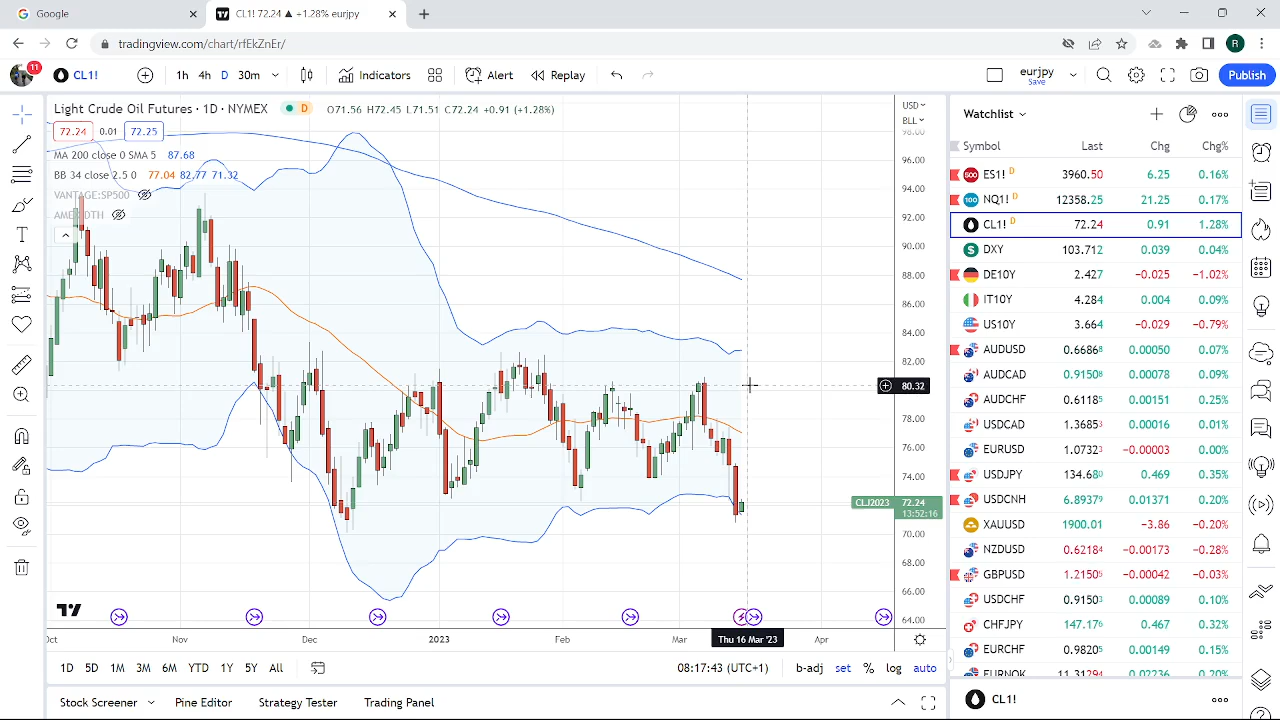 Google
CL1! 72.24 ▲ +1.28% eurjpy
tradingview.com/chart/rfEkZnEr/
R
11
CL1!
1h 4h D 30m
Indicators
Alert
Replay
eurjpy
Save
Publish
Light Crude Oil Futures · 1D · NYMEX
D
O71.56 H72.45 L71.51 C72.24 +0.91 (+1.28%)
72.24 0.01 72.25
MA 200 close 0 SMA 5 87.68
BB 34 close 2.5 0 77.04 82.77 71.32
VANTAGE:SP500
USD
BLL
98.00
96.00
94.00
92.00
90.00
88.00
86.00
84.00
82.00
80.32
78.00
76.00
74.00
CLJ2023 72.24
13:52:16
70.00
68.00
66.00
64.00
Oct Nov Dec 2023 Feb Mar Thu 16 Mar '23 Apr
1D 5D 1M 3M 6M YTD 1Y 5Y All
08:17:43 (UTC+1)
b-adj set % log auto
Stock Screener
Pine Editor
Strategy Tester
Trading Panel
Watchlist
Symbol Last Chg Chg%
500 ES1! D 3960.50 6.25 0.16%
100 NQ1! D 12358.25 21.25 0.17%
CL1! D 72.24 0.91 1.28%
DXY 103.712 0.039 0.04%
DE10Y 2.427 −0.025 −1.02%
IT10Y 4.284 0.004 0.09%
US10Y 3.664 −0.029 −0.79%
AUDUSD 0.66868 0.00050 0.07%
AUDCAD 0.91508 0.00078 0.09%
AUDCHF 0.61185 0.00151 0.25%
USDCAD 1.36853 0.00016 0.01%
EURUSD 1.07323 −0.00003 0.00%
USDJPY 134.680 0.469 0.35%
USDCNH 6.89379 0.01371 0.20%
XAUUSD 1900.01 −3.86 −0.20%
NZDUSD 0.62184 −0.00173 −0.28%
GBPUSD 1.21505 −0.00042 −0.03%
USDCHF 0.91503 0.00089 0.10%
CHFJPY 147.176 0.467 0.32%
EURCHF 0.98205 0.00149 0.15%
EURNOK 11.31294 0.02236 0.20%
CL1!